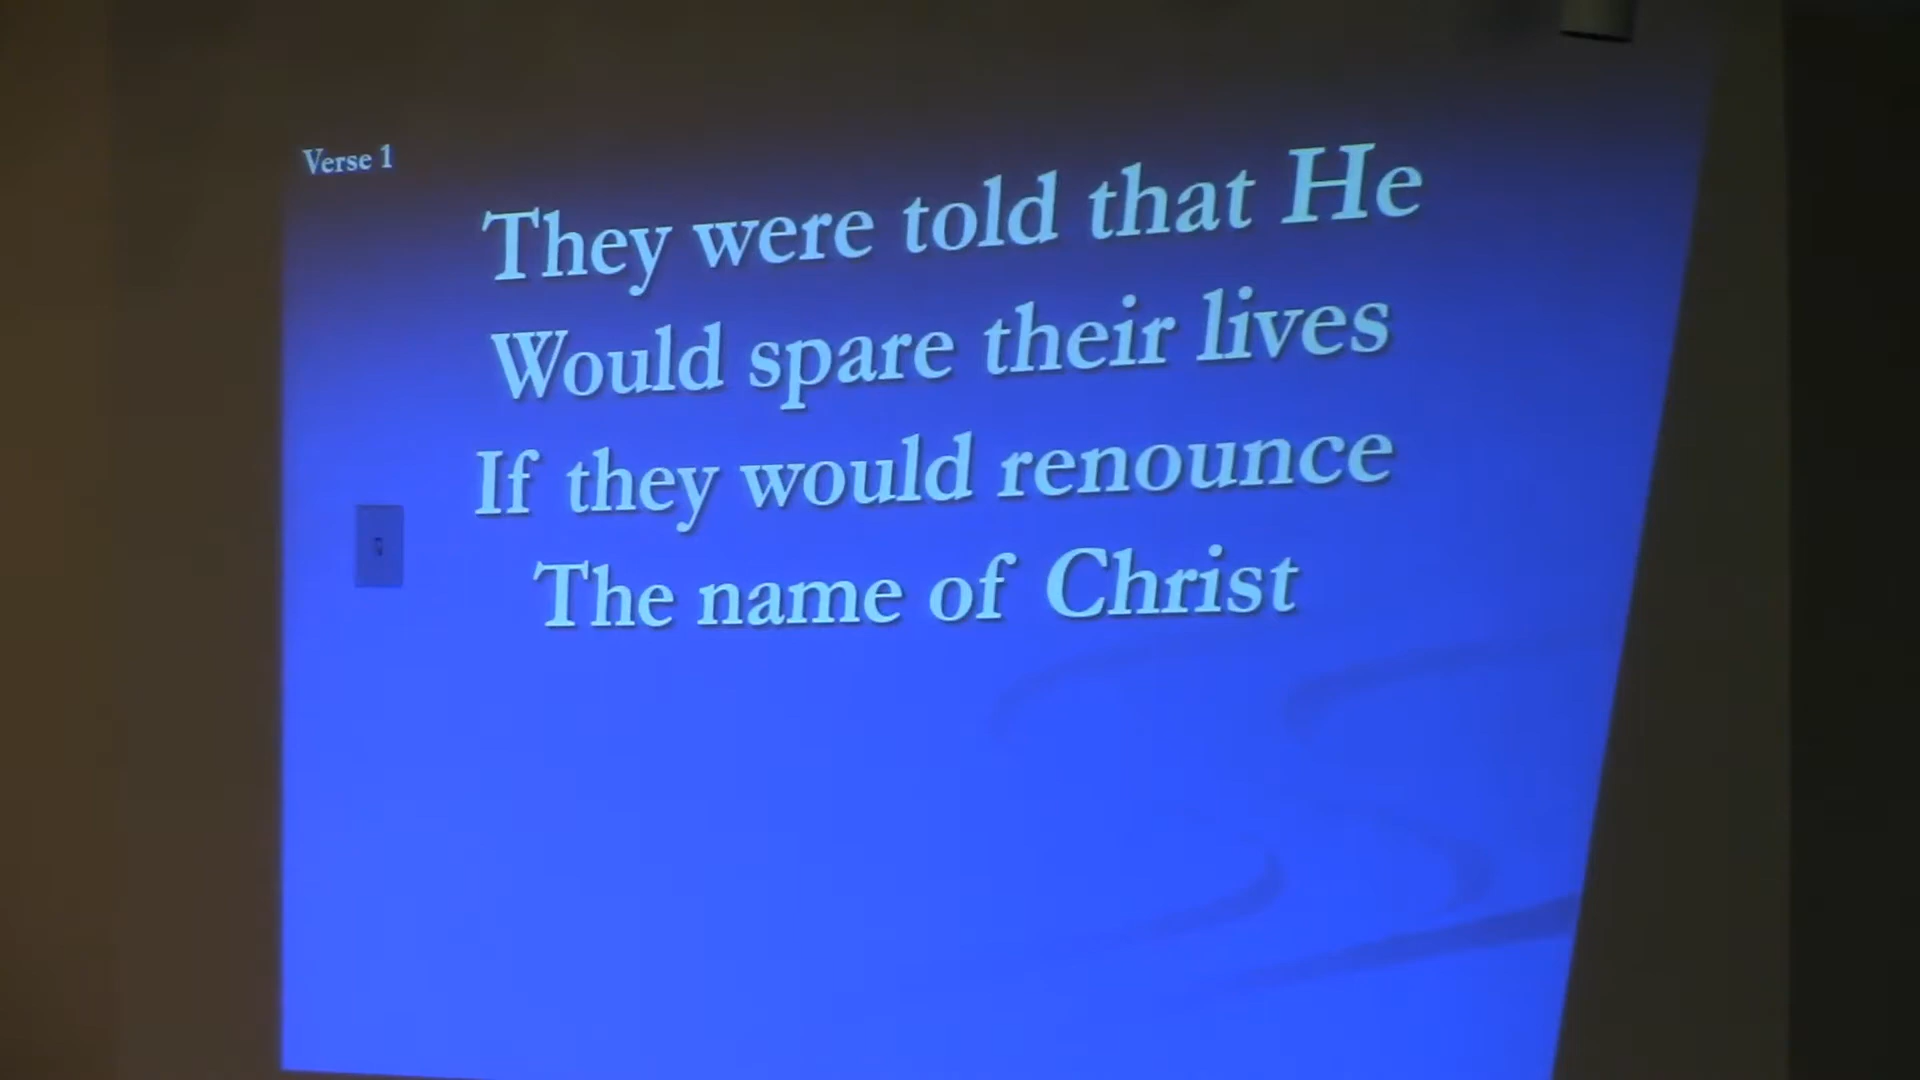 Verse 1
They were told that He
Would spare their lives
If they would renounce
The name of Christ